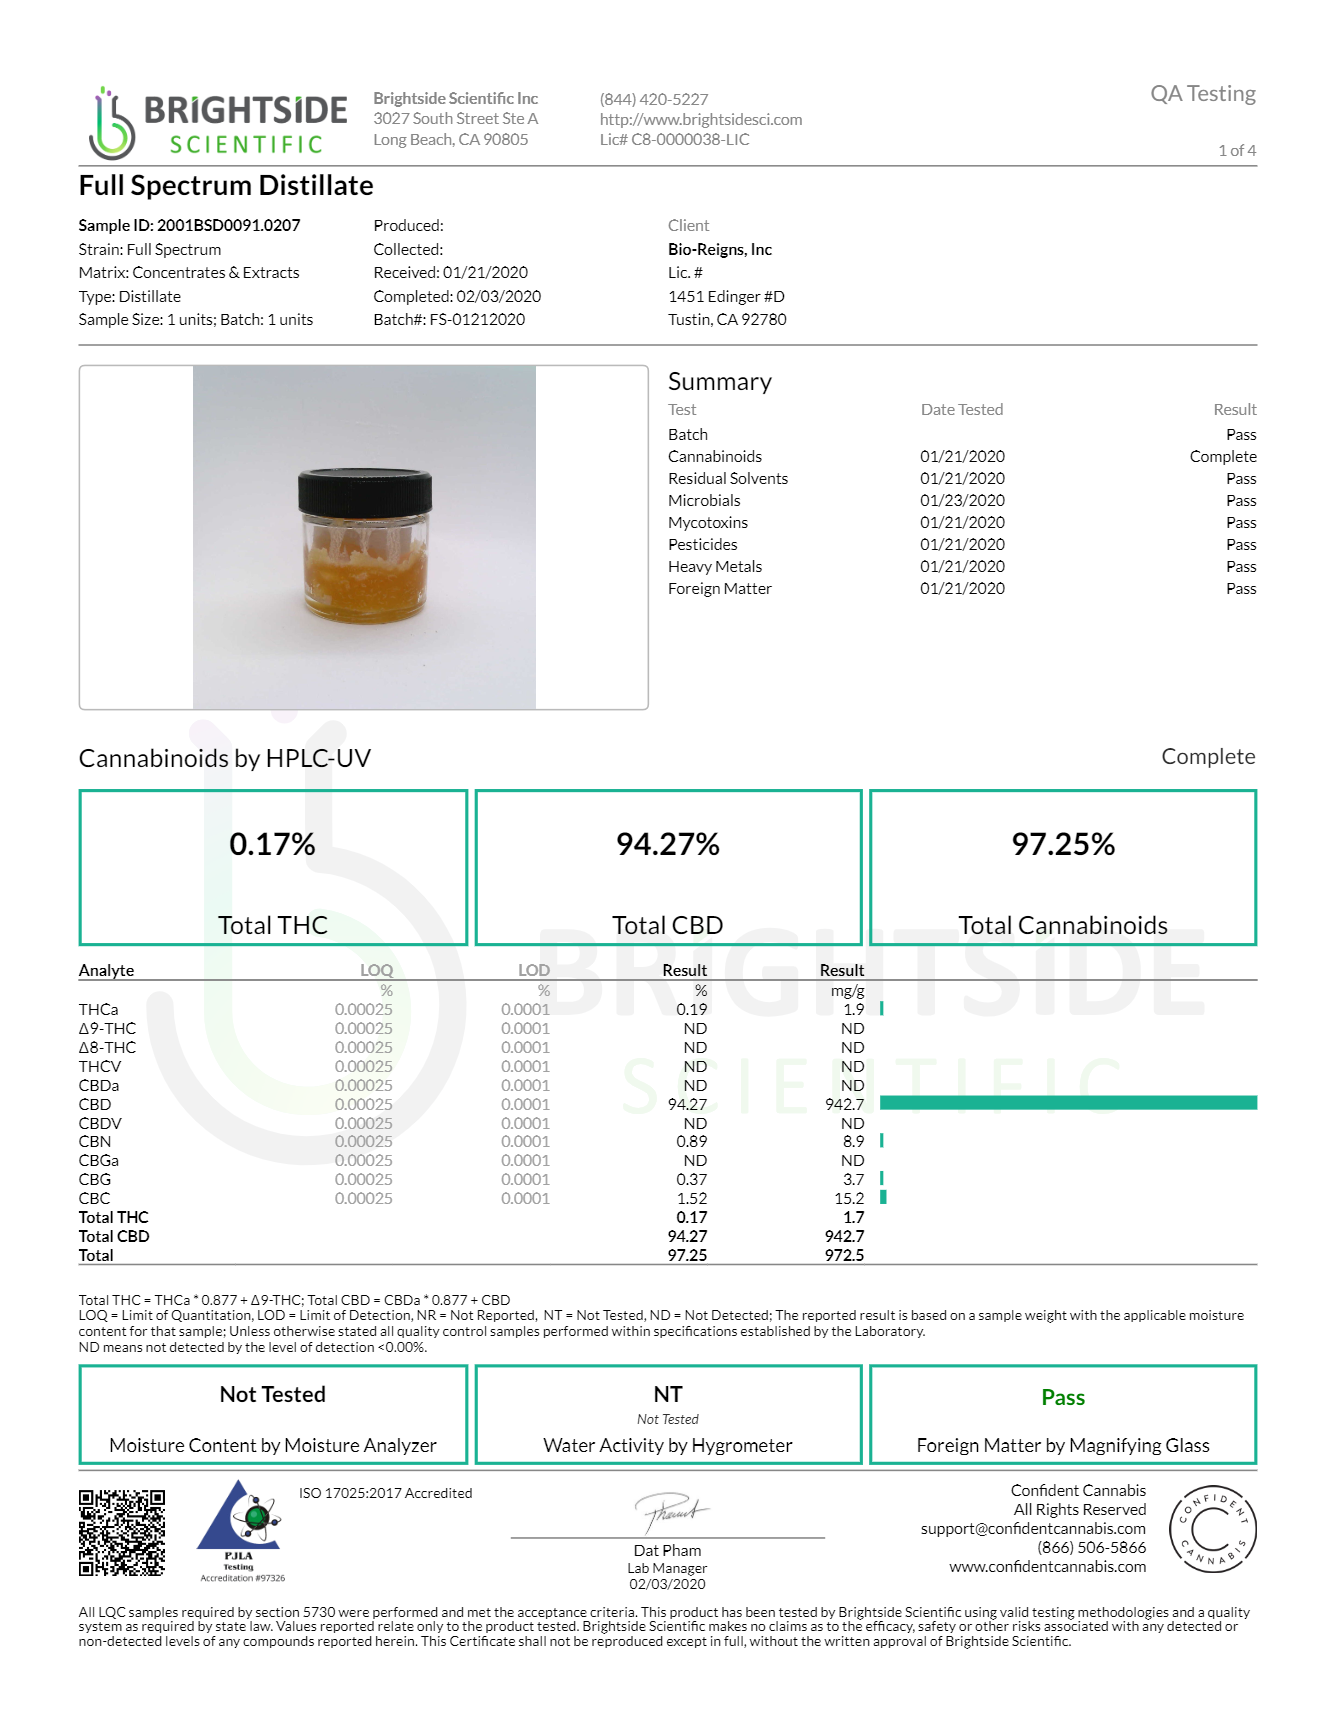 BRIGHTSIDE
SCIENTIFIC
Brightside Scientific Inc
3027 South Street Ste A
Long Beach, CA 90805
(844) 420-5227
http://www.brightsidesci.com
Lic# C8-0000038-LIC
QA Testing
1 of 4
Full Spectrum Distillate
Sample ID: 2001BSD0091.0207
Strain: Full Spectrum
Matrix: Concentrates & Extracts
Type: Distillate
Sample Size: 1 units; Batch: 1 units
Produced:
Collected:
Received: 01/21/2020
Completed: 02/03/2020
Batch#: FS-01212020
Client
Bio-Reigns, Inc
Lic. #
1451 Edinger #D
Tustin, CA 92780
Summary
Test Date Tested Result
Batch Pass
Cannabinoids 01/21/2020 Complete
Residual Solvents 01/21/2020 Pass
Microbials 01/23/2020 Pass
Mycotoxins 01/21/2020 Pass
Pesticides 01/21/2020 Pass
Heavy Metals 01/21/2020 Pass
Foreign Matter 01/21/2020 Pass
Cannabinoids by HPLC-UV Complete
0.17%
Total THC
94.27%
Total CBD
97.25%
Total Cannabinoids
BRIGHTSIDE
SCIENTIFIC
Analyte LOQ LOD Result Result
% % % mg/g
THCa 0.00025 0.0001 0.19 1.9
Δ9-THC 0.00025 0.0001 ND ND
Δ8-THC 0.00025 0.0001 ND ND
THCV 0.00025 0.0001 ND ND
CBDa 0.00025 0.0001 ND ND
CBD 0.00025 0.0001 94.27 942.7
CBDV 0.00025 0.0001 ND ND
CBN 0.00025 0.0001 0.89 8.9
CBGa 0.00025 0.0001 ND ND
CBG 0.00025 0.0001 0.37 3.7
CBC 0.00025 0.0001 1.52 15.2
Total THC 0.17 1.7
Total CBD 94.27 942.7
Total 97.25 972.5
Total THC = THCa * 0.877 + Δ9-THC; Total CBD = CBDa * 0.877 + CBD
LOQ = Limit of Quantitation, LOD = Limit of Detection, NR = Not Reported, NT = Not Tested, ND = Not Detected; The reported result is based on a sample weight with the applicable moisture
content for that sample; Unless otherwise stated all quality control samples performed within specifications established by the Laboratory.
ND means not detected by the level of detection <0.00%.
Not Tested
Moisture Content by Moisture Analyzer
NT
Not Tested
Water Activity by Hygrometer
Pass
Foreign Matter by Magnifying Glass
PJLA
Testing
Accreditation #97326
ISO 17025:2017 Accredited
Dat Pham
Lab Manager
02/03/2020
Confident Cannabis
All Rights Reserved
support@confidentcannabis.com
(866) 506-5866
www.confidentcannabis.com
CONFIDENT
CANNABIS
All LQC samples required by section 5730 were performed and met the acceptance criteria. This product has been tested by Brightside Scientific using valid testing methodologies and a quality
system as required by state law. Values reported relate only to the product tested. Brightside Scientific makes no claims as to the efficacy, safety or other risks associated with any detected or
non-detected levels of any compounds reported herein. This Certificate shall not be reproduced except in full, without the written approval of Brightside Scientific.